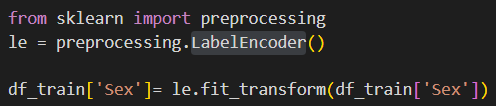 from sklearn import preprocessing
le = preprocessing.LabelEncoder()
df_train['Sex']= le.fit_transform(df_train['Sex'])